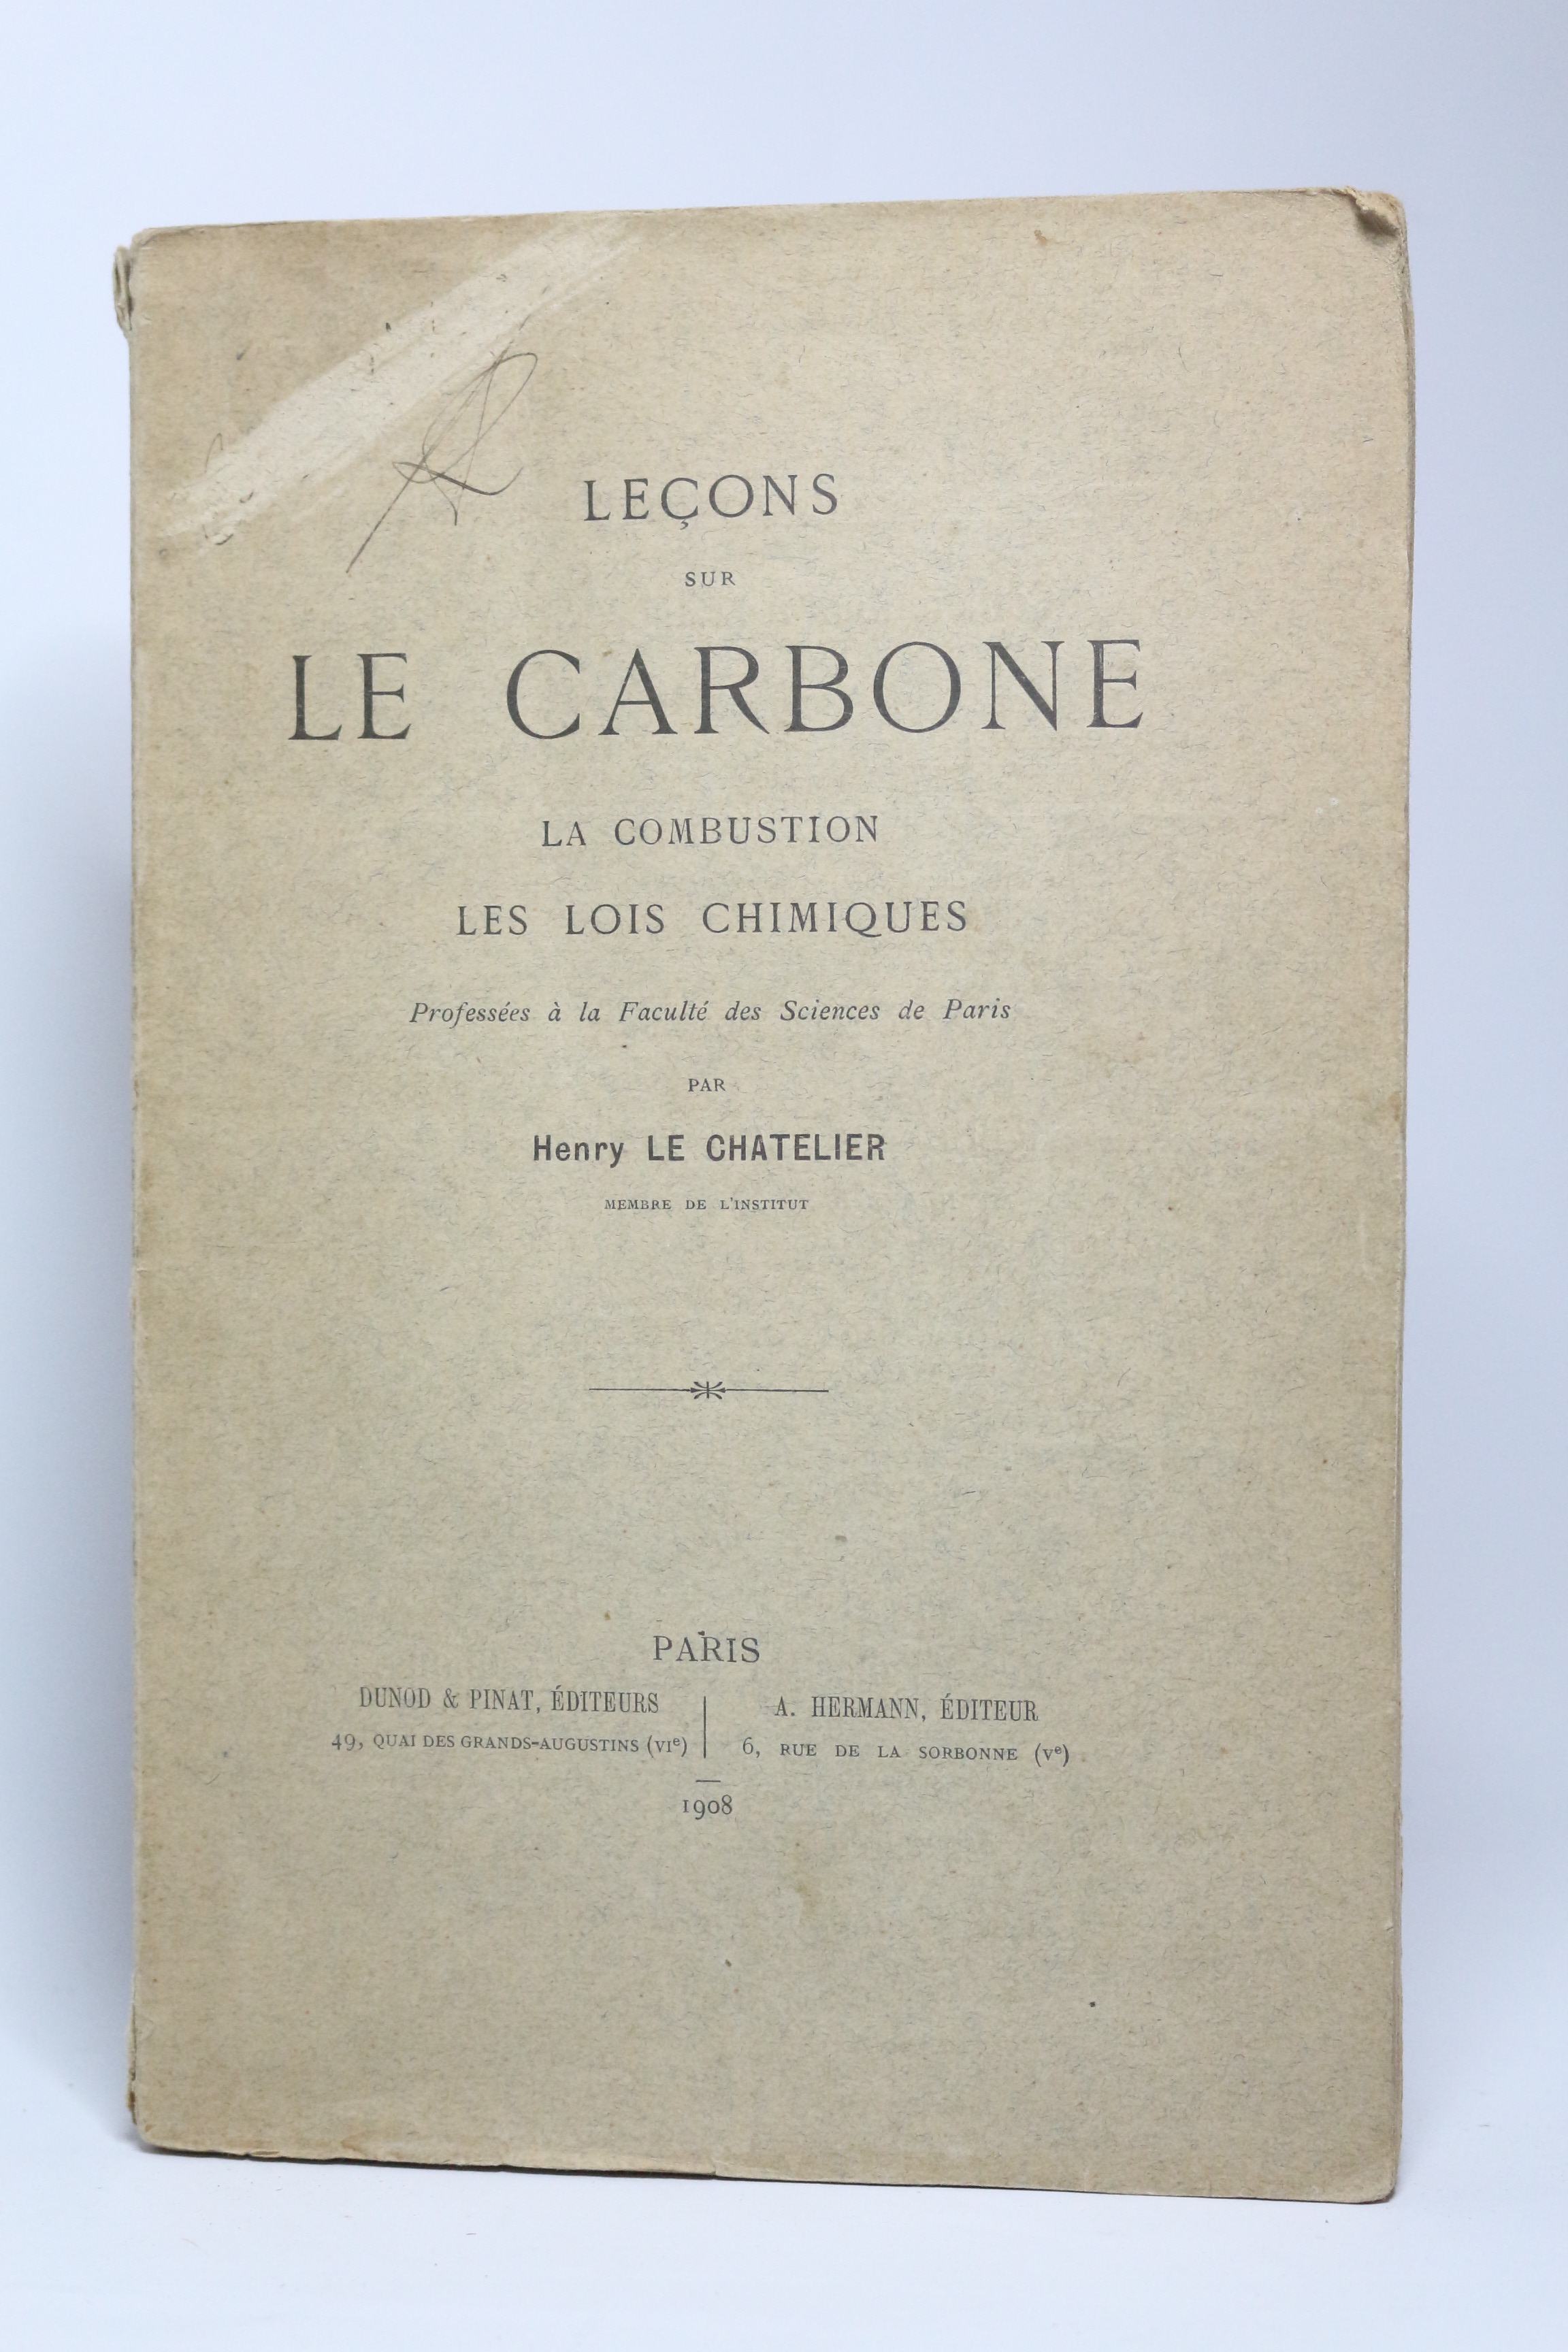 LEÇONS
SUR
LE CARBONE
LA COMBUSTION
LES LOIS CHIMIQUES
Professées à la Faculté des Sciences de Paris
PAR
Henry LE CHATELIER
MEMBRE DE L'INSTITUT
PARIS
DUNOD & PINAT, ÉDITEURS
49, QUAI DES GRANDS-AUGUSTINS (VIe)
A. HERMANN, ÉDITEUR
6, RUE DE LA SORBONNE (Ve)
1908